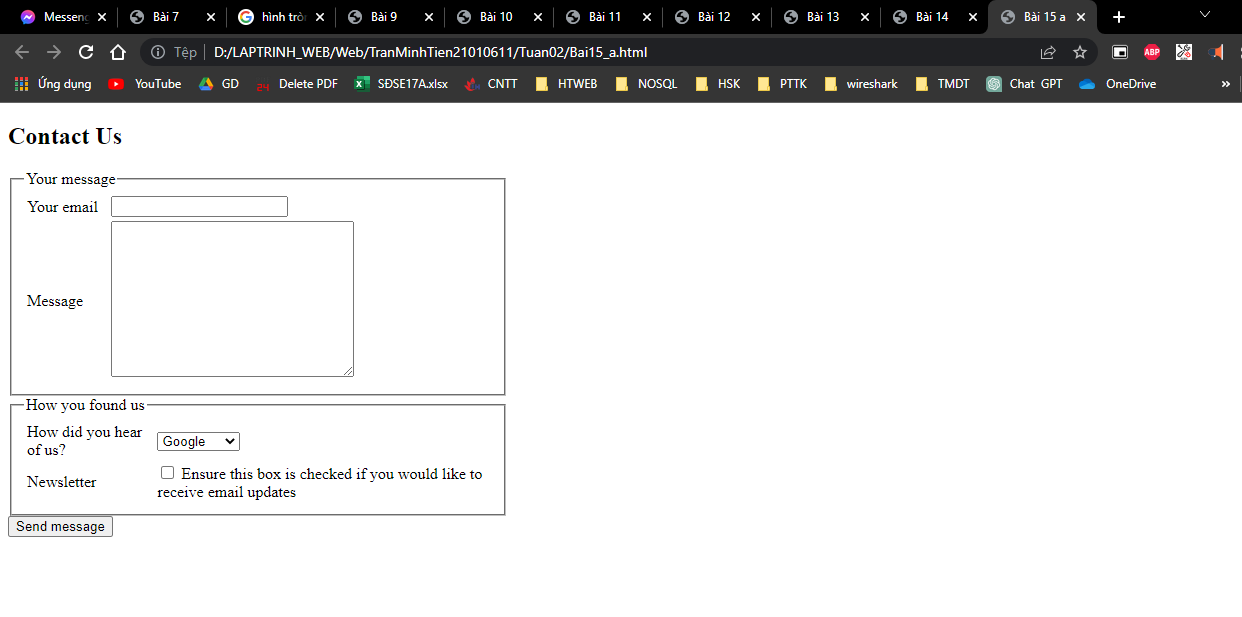 Messeng Bài 7 hình trò Bài 9 Bài 10 Bài 11 Bài 12 Bài 13 Bài 14 Bài 15 a
Tệp D:/LAPTRINH_WEB/Web/TranMinhTien21010611/Tuan02/Bai15_a.html ABP
Ứng dụng YouTube GD 24 Delete PDF SĐSE17A.xlsx CNTT HTWEB NOSQL HSK PTTK wireshark TMDT Chat GPT OneDrive »
Contact Us
Your message
Your email
Message
How you found us
How did you hear
of us?
Google
Newsletter
Ensure this box is checked if you would like to
receive email updates
Send message